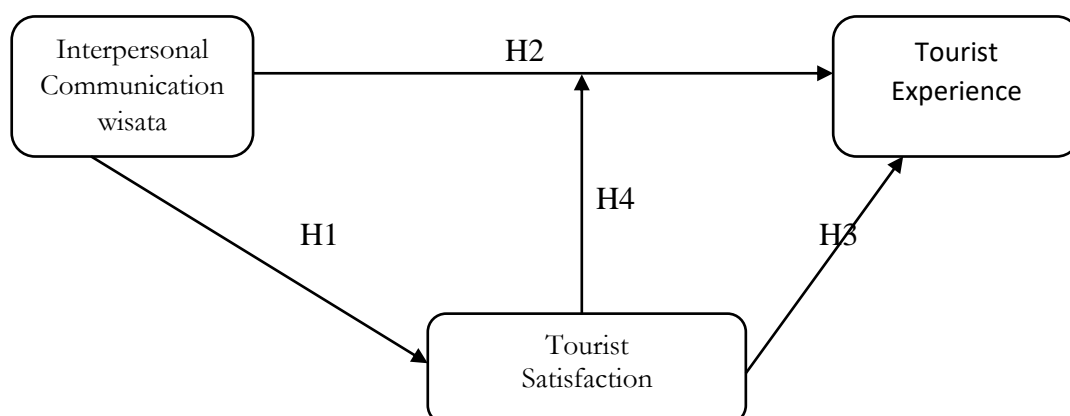 Interpersonal
Communication
wisata
H2
Tourist
Experience
H4
H1
H3
Tourist
Satisfaction